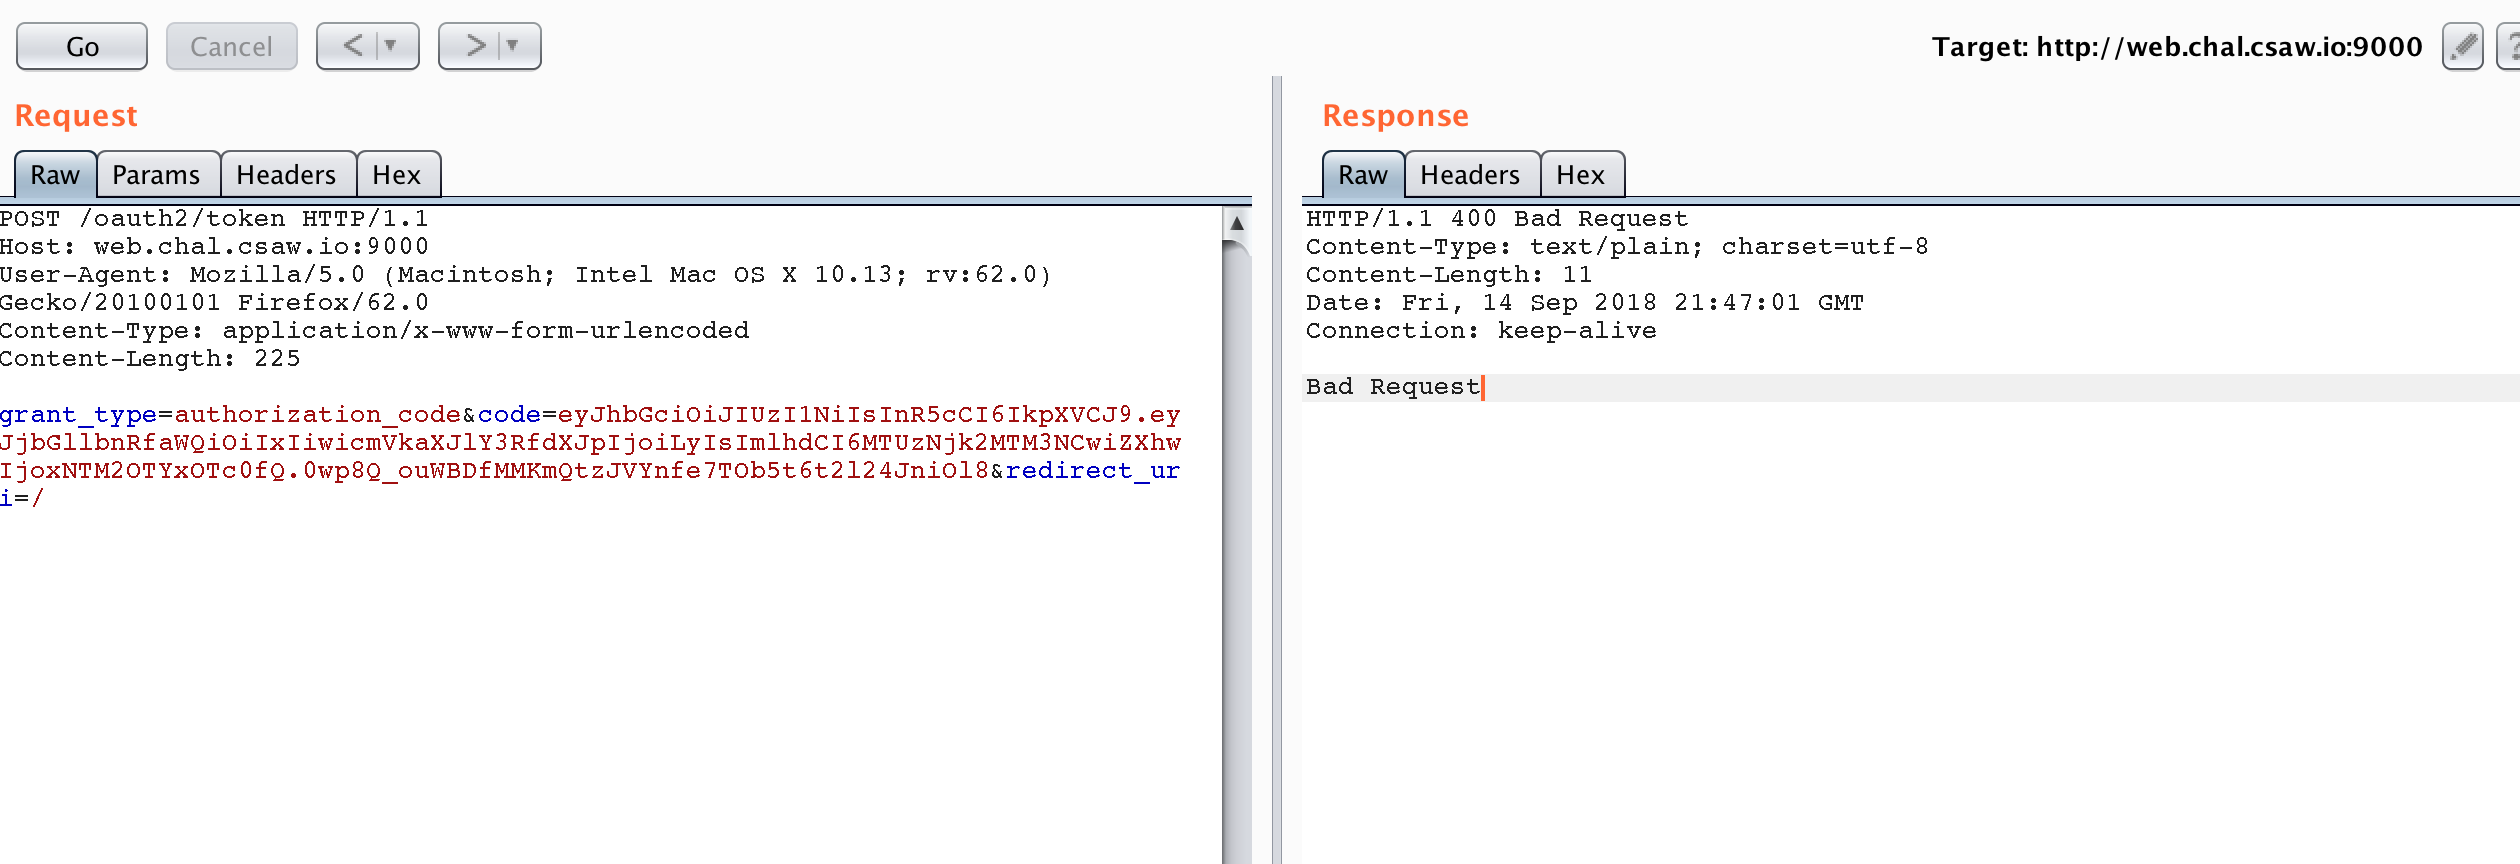 Go
Cancel
<
>
Target: http://web.chal.csaw.io:9000
?
Request
Raw
Params
Headers
Hex
POST /oauth2/token HTTP/1.1
Host: web.chal.csaw.io:9000
User-Agent: Mozilla/5.0 (Macintosh; Intel Mac OS X 10.13; rv:62.0)
Gecko/20100101 Firefox/62.0
Content-Type: application/x-www-form-urlencoded
Content-Length: 225
grant_type=authorization_code&code=eyJhbGciOiJIUzI1NiIsInR5cCI6IkpXVCJ9.ey
JjbGllbnRfaWQiOiIxIiwicmVkaXJlY3RfdXJpIjoiLyIsImlhdCI6MTUzNjk2MTM3NCwiZXhw
IjoxNTM2OTYxOTc0fQ.0wp8Q_ouWBDfMMKmQtzJVYnfe7TOb5t6t2l24JniOl8&redirect_ur
i=/
Response
Raw
Headers
Hex
HTTP/1.1 400 Bad Request
Content-Type: text/plain; charset=utf-8
Content-Length: 11
Date: Fri, 14 Sep 2018 21:47:01 GMT
Connection: keep-alive
Bad Request